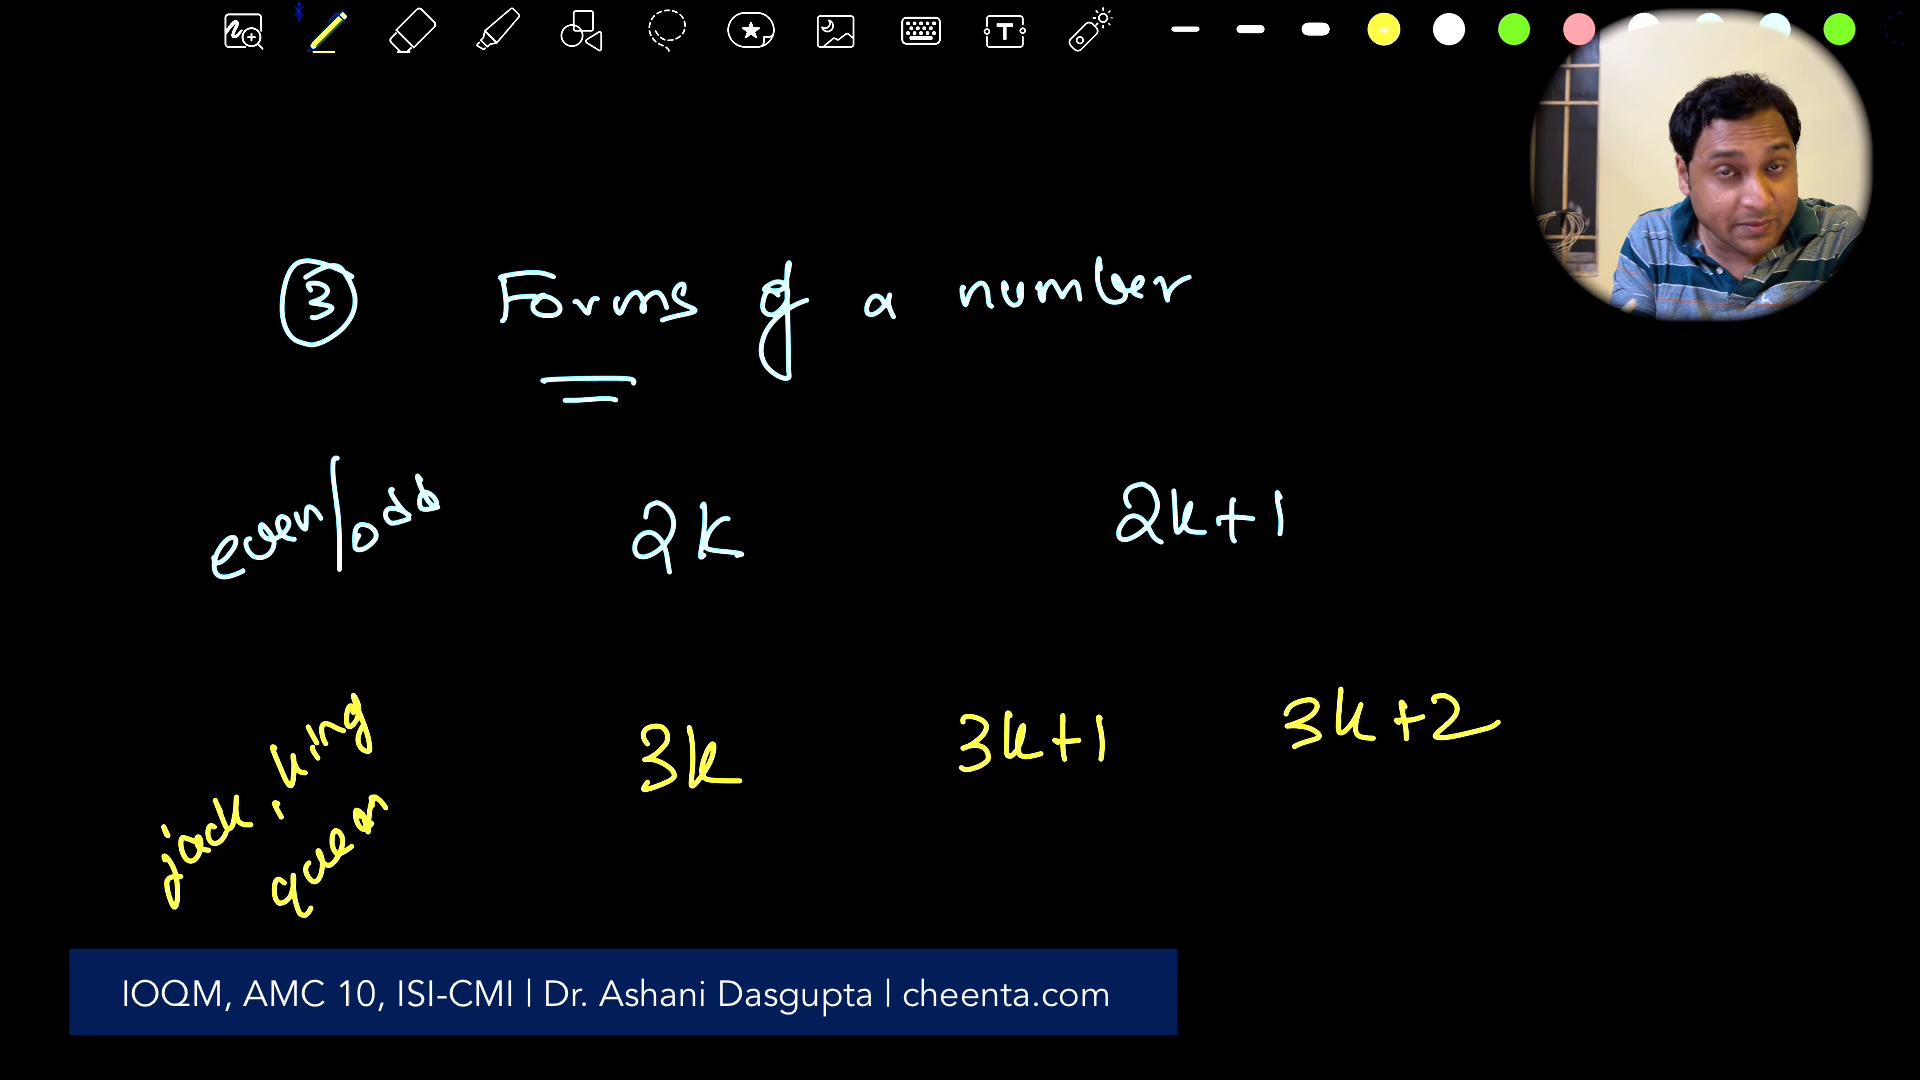 ③ Forms of a number
even/odd 2k 2k+1
jack, king 3k 3k+1 3k+2
queen
IOQM, AMC 10, ISI-CMI | Dr. Ashani Dasgupta | cheenta.com